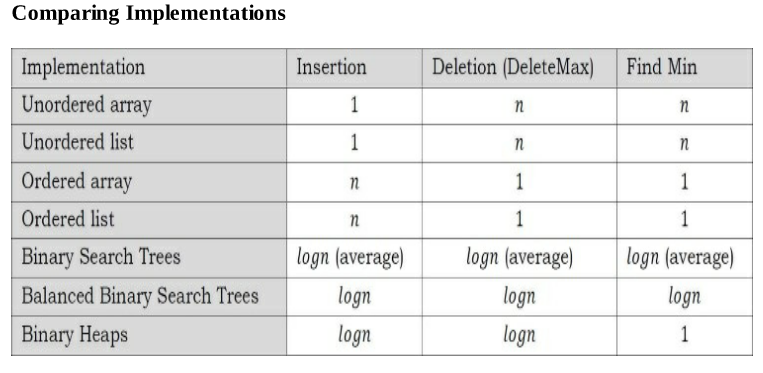 Comparing Implementations
Implementation Insertion Deletion (DeleteMax) Find Min
Unordered array 1 n n
Unordered list 1 n n
Ordered array n 1 1
Ordered list n 1 1
Binary Search Trees logn (average) logn (average) logn (average)
Balanced Binary Search Trees logn logn logn
Binary Heaps logn logn 1